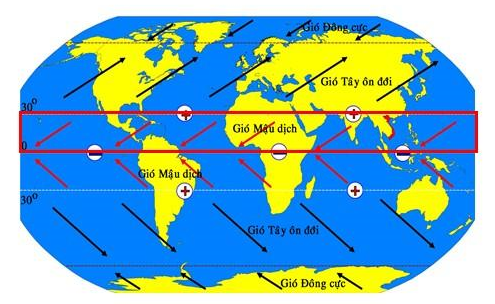 Gió Đông cực
Gió Tây ôn đới
30°
Gió Mậu dịch
0
Gió Mậu dịch
30°
Gió Tây ôn đới
Gió Đông cực